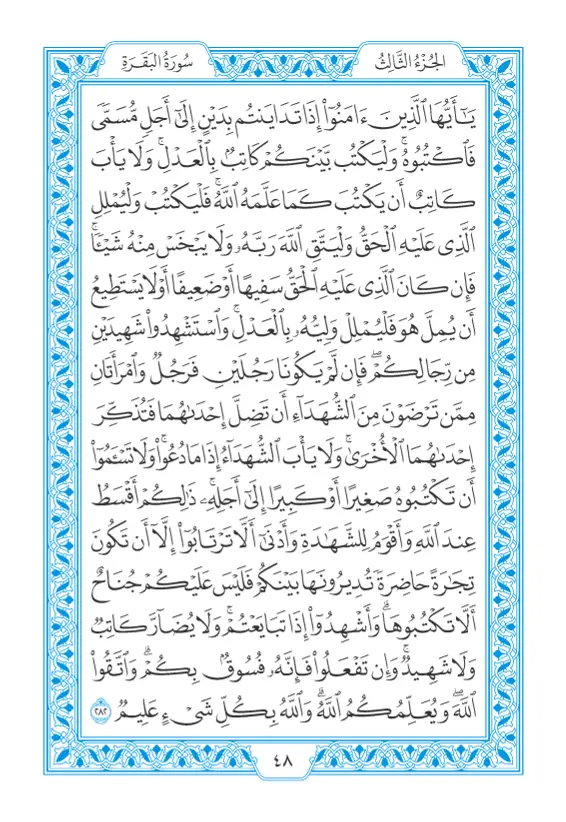 الجُزْءُ الثَّالِثُ
سُورَةُ البَقَرَةِ
يَـٰٓأَيُّهَا ٱلَّذِينَ ءَامَنُوٓا۟ إِذَا تَدَايَنتُم بِدَيْنٍ إِلَىٰٓ أَجَلٍ مُّسَمًّى
فَٱكْتُبُوهُ ۚ وَلْيَكْتُب بَّيْنَكُمْ كَاتِبٌۢ بِٱلْعَدْلِ ۚ وَلَا يَأْبَ
كَاتِبٌ أَن يَكْتُبَ كَمَا عَلَّمَهُ ٱللَّهُ ۚ فَلْيَكْتُبْ وَلْيُمْلِلِ
ٱلَّذِى عَلَيْهِ ٱلْحَقُّ وَلْيَتَّقِ ٱللَّهَ رَبَّهُۥ وَلَا يَبْخَسْ مِنْهُ شَيْـًٔا ۚ
فَإِن كَانَ ٱلَّذِى عَلَيْهِ ٱلْحَقُّ سَفِيهًا أَوْ ضَعِيفًا أَوْ لَا يَسْتَطِيعُ
أَن يُمِلَّ هُوَ فَلْيُمْلِلْ وَلِيُّهُۥ بِٱلْعَدْلِ ۚ وَٱسْتَشْهِدُوا۟ شَهِيدَيْنِ
مِن رِّجَالِكُمْ ۖ فَإِن لَّمْ يَكُونَا رَجُلَيْنِ فَرَجُلٌ وَٱمْرَأَتَانِ
مِمَّن تَرْضَوْنَ مِنَ ٱلشُّهَدَآءِ أَن تَضِلَّ إِحْدَىٰهُمَا فَتُذَكِّرَ
إِحْدَىٰهُمَا ٱلْأُخْرَىٰ ۚ وَلَا يَأْبَ ٱلشُّهَدَآءُ إِذَا مَا دُعُوا۟ ۚ وَلَا تَسْـَٔمُوٓا۟
أَن تَكْتُبُوهُ صَغِيرًا أَوْ كَبِيرًا إِلَىٰٓ أَجَلِهِۦ ۚ ذَٰلِكُمْ أَقْسَطُ
عِندَ ٱللَّهِ وَأَقْوَمُ لِلشَّهَـٰدَةِ وَأَدْنَىٰٓ أَلَّا تَرْتَابُوٓا۟ ۖ إِلَّآ أَن تَكُونَ
تِجَـٰرَةً حَاضِرَةً تُدِيرُونَهَا بَيْنَكُمْ فَلَيْسَ عَلَيْكُمْ جُنَاحٌ
أَلَّا تَكْتُبُوهَا ۗ وَأَشْهِدُوٓا۟ إِذَا تَبَايَعْتُمْ ۚ وَلَا يُضَآرَّ كَاتِبٌ
وَلَا شَهِيدٌ ۚ وَإِن تَفْعَلُوا۟ فَإِنَّهُۥ فُسُوقٌۢ بِكُمْ ۗ وَٱتَّقُوا۟
ٱللَّهَ ۖ وَيُعَلِّمُكُمُ ٱللَّهُ ۗ وَٱللَّهُ بِكُلِّ شَىْءٍ عَلِيمٌ ٢٨٢
٤٨